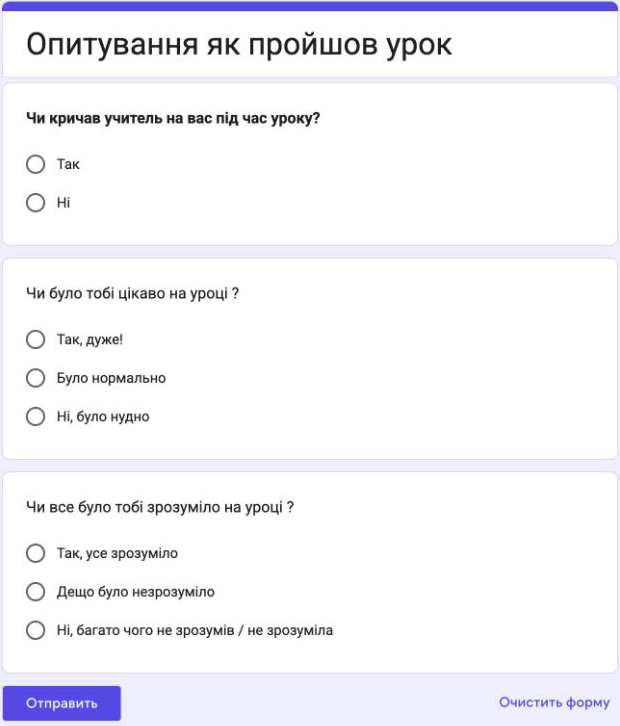 Опитування як пройшов урок
Чи кричав учитель на вас під час уроку?
Так
Ні
Чи було тобі цікаво на уроці ?
Так, дуже!
Було нормально
Ні, було нудно
Чи все було тобі зрозуміло на уроці ?
Так, усе зрозуміло
Дещо було незрозуміло
Ні, багато чого не зрозумів / не зрозуміла
Отправить
Очистить форму